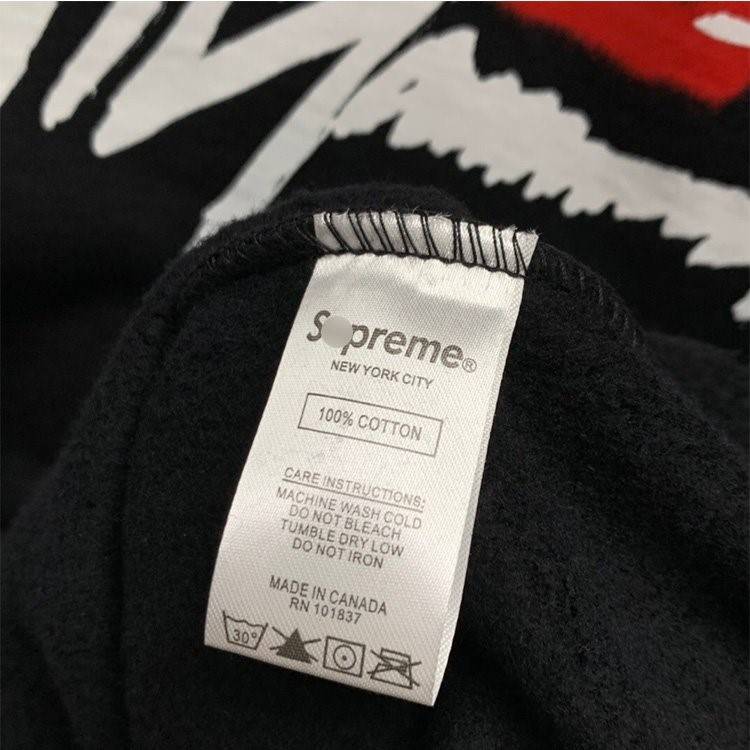 Supreme®
NEW YORK CITY
100% COTTON
CARE INSTRUCTIONS:
MACHINE WASH COLD
DO NOT BLEACH
TUMBLE DRY LOW
DO NOT IRON
MADE IN CANADA
RN 101837
30°